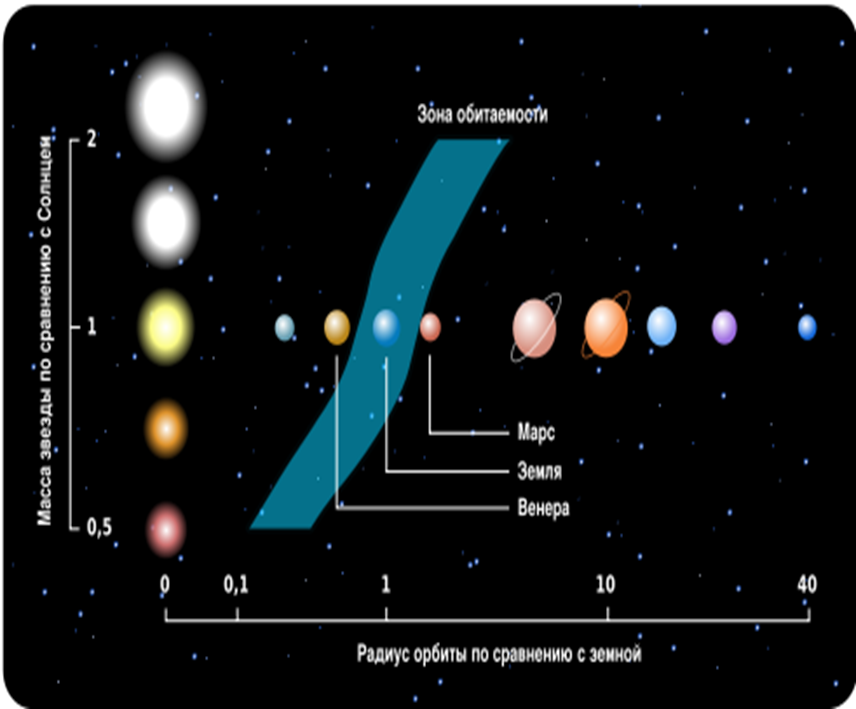 Зона обитаемости
Масса звезды по сравнению с Солнцем
2
1
0,5
Марс
Земля
Венера
0 0,1 1 10 40
Радиус орбиты по сравнению с земной